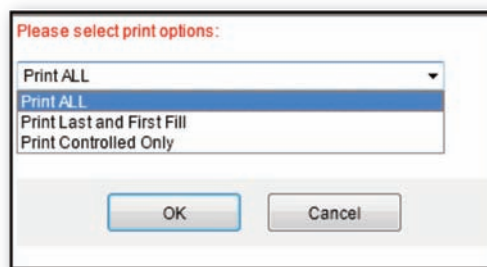 Please select print options:
Print ALL
Print ALL
Print Last and First Fill
Print Controlled Only
OK
Cancel